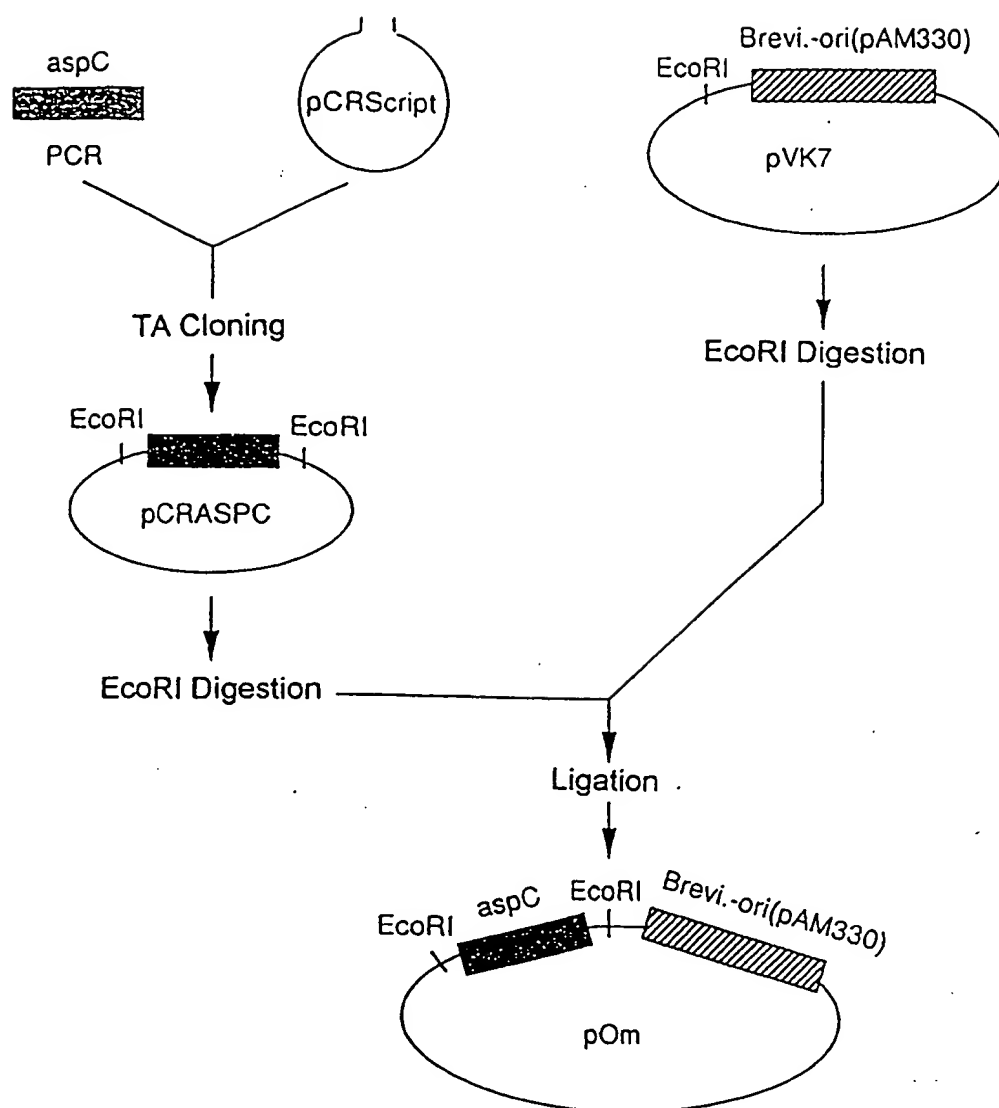 aspC
PCR
pCRScript
Brevi.-ori(pAM330)
EcoRI
pVK7
TA Cloning
EcoRI Digestion
EcoRI
EcoRI
pCRASPC
EcoRI Digestion
Ligation
EcoRI
aspC
EcoRI
Brevi.-ori(pAM330)
pOm